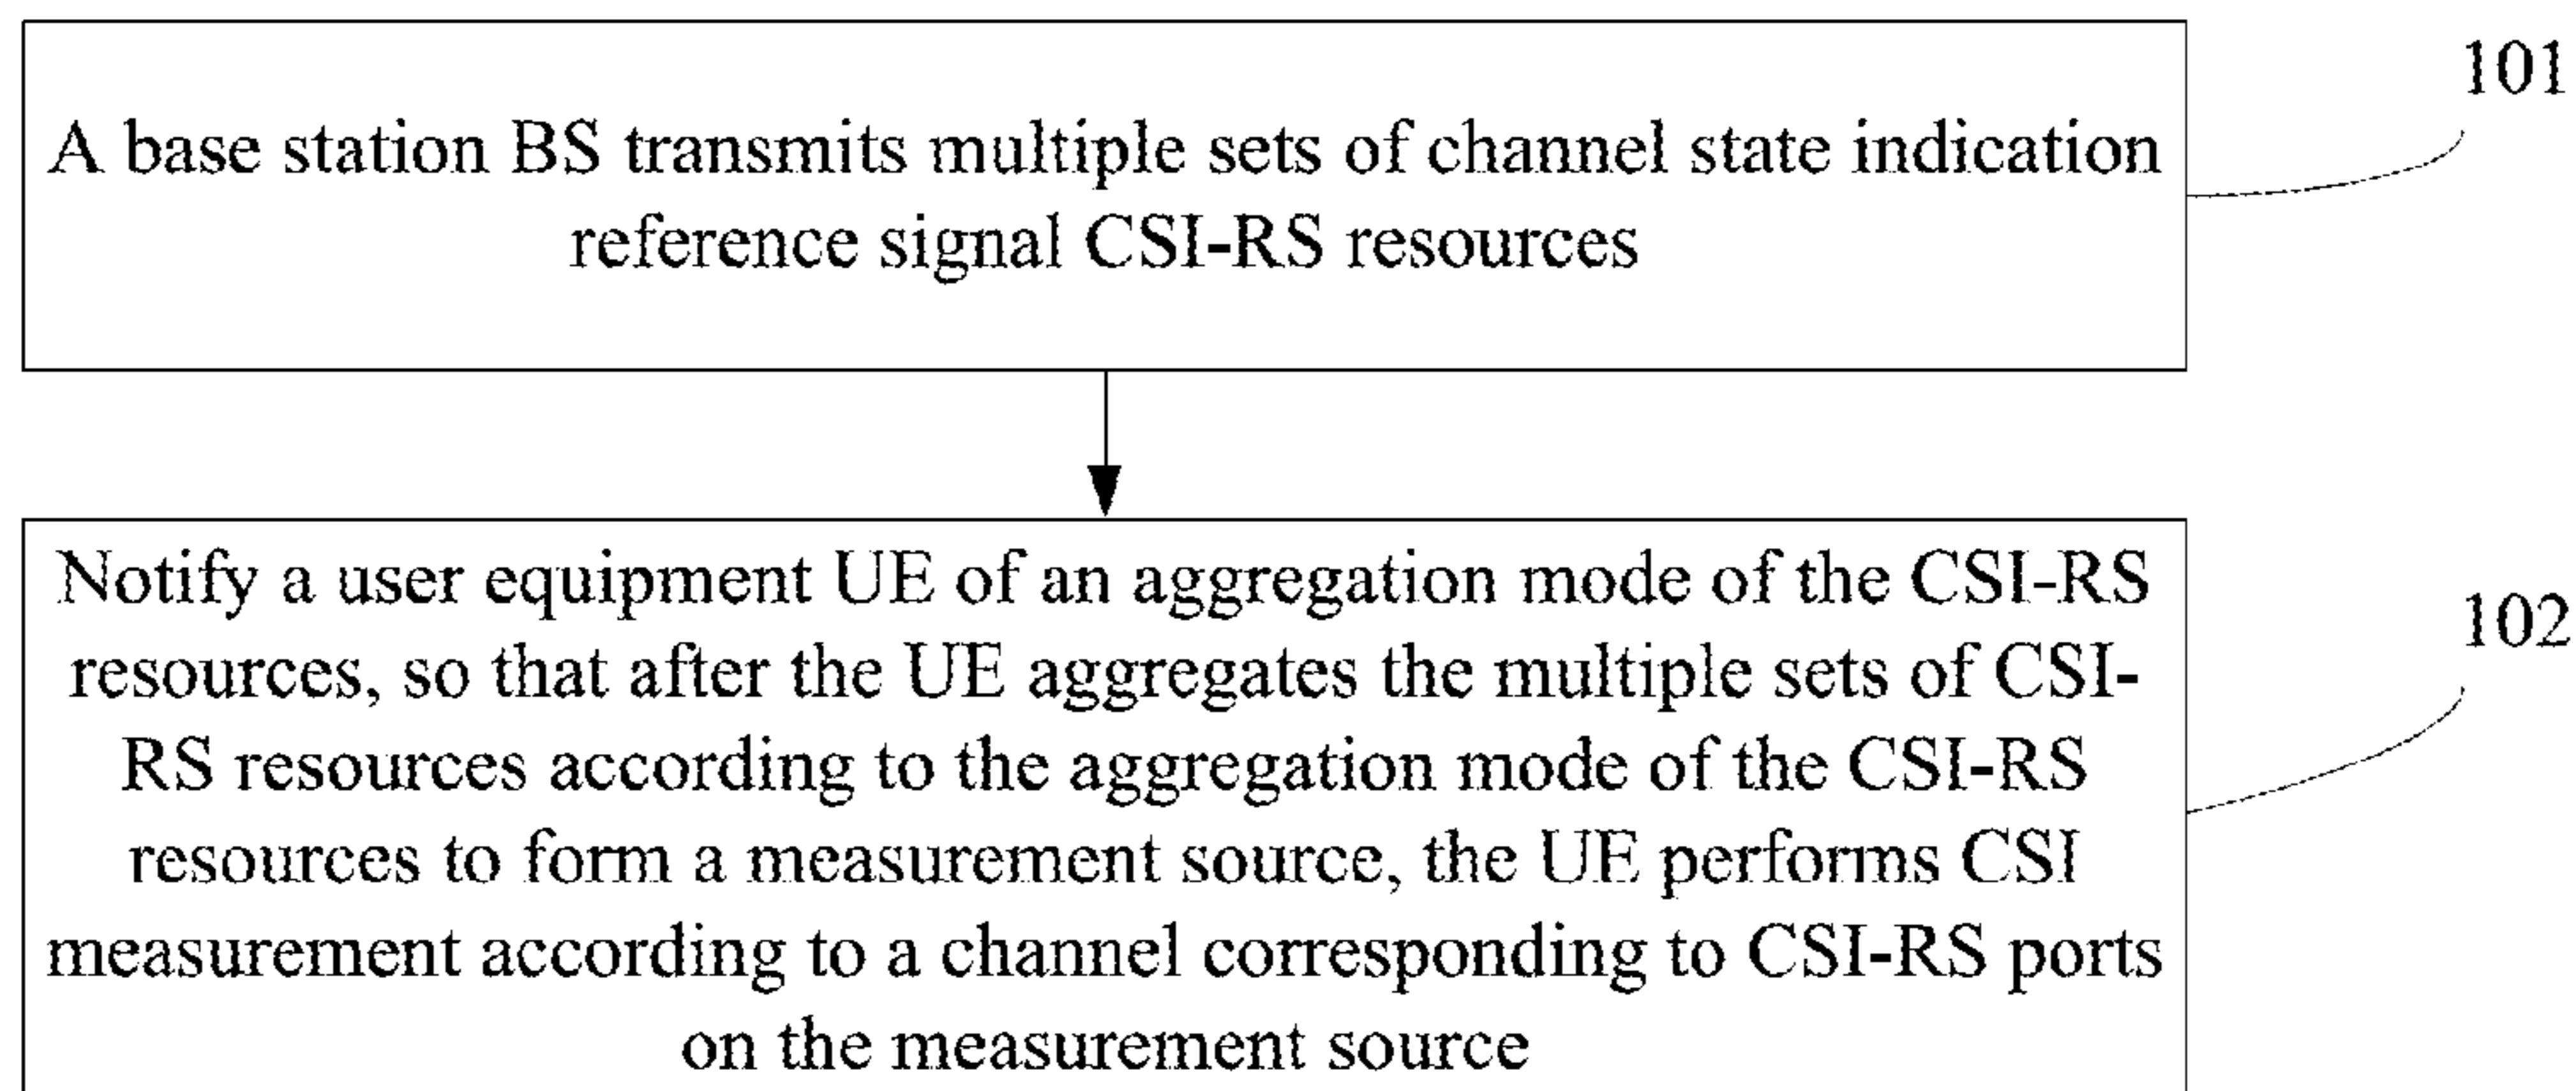 A base station BS transmits multiple sets of channel state indication
reference signal CSI-RS resources
101
Notify a user equipment UE of an aggregation mode of the CSI-RS
resources, so that after the UE aggregates the multiple sets of CSI-
RS resources according to the aggregation mode of the CSI-RS
resources to form a measurement source, the UE performs CSI
measurement according to a channel corresponding to CSI-RS ports
on the measurement source
102